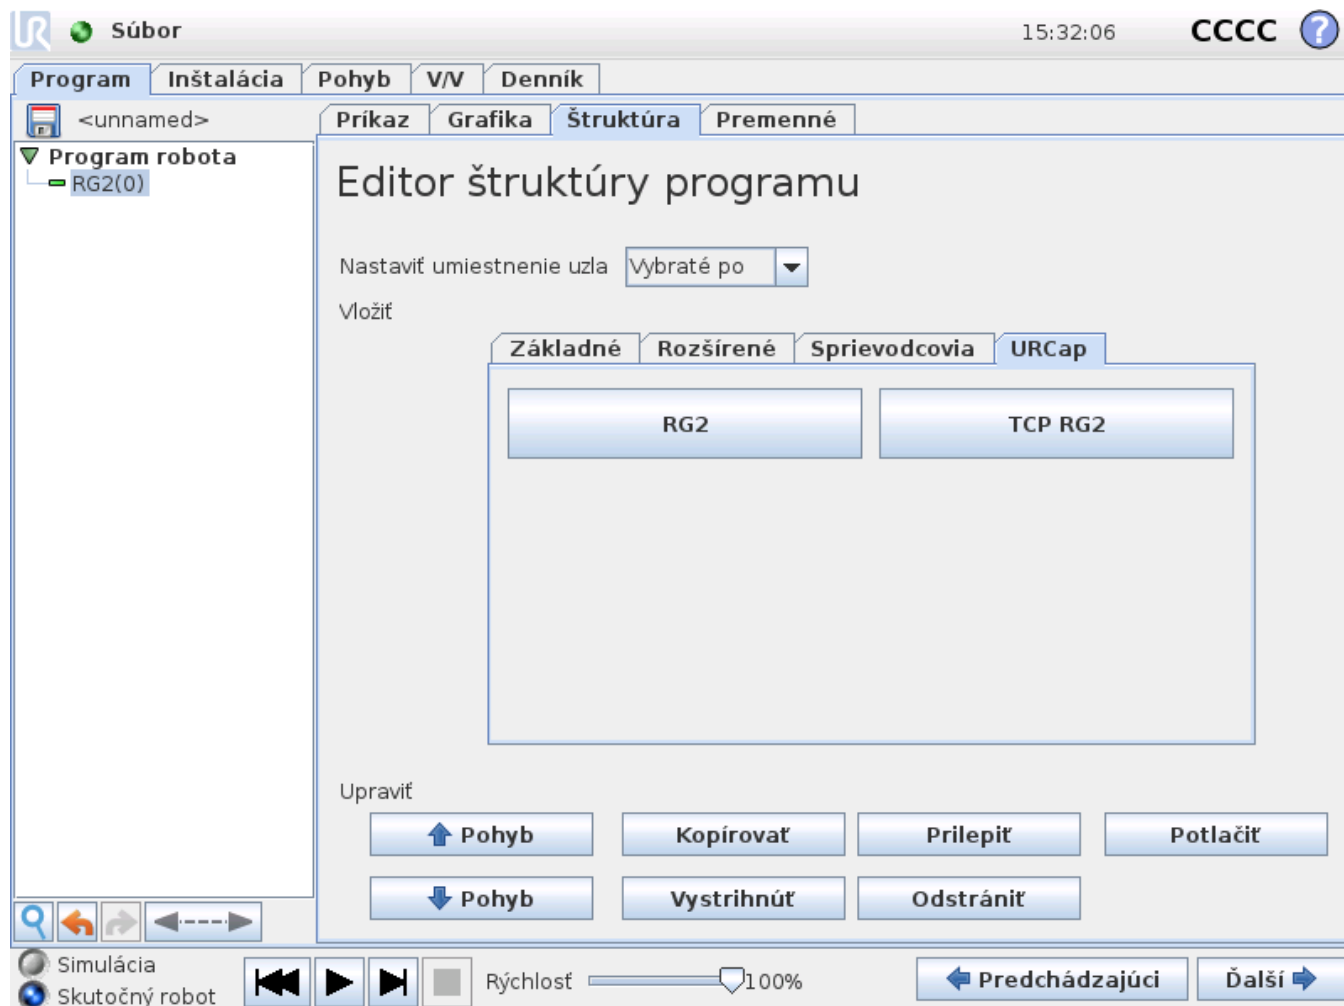 Súbor 15:32:06 CCCC ?
Program Inštalácia Pohyb V/V Denník
<unnamed> Príkaz Grafika Štruktúra Premenné
Program robota
RG2(0)
Editor štruktúry programu
Nastaviť umiestnenie uzla Vybraté po
Vložiť
Základné Rozšírené Sprievodcovia URCap
RG2 TCP RG2
Upraviť
Pohyb Kopírovať Prilepiť Potlačiť
Pohyb Vystrihnúť Odstrániť
Simulácia
Skutočný robot
Rýchlosť 100% Predchádzajúci Ďalší